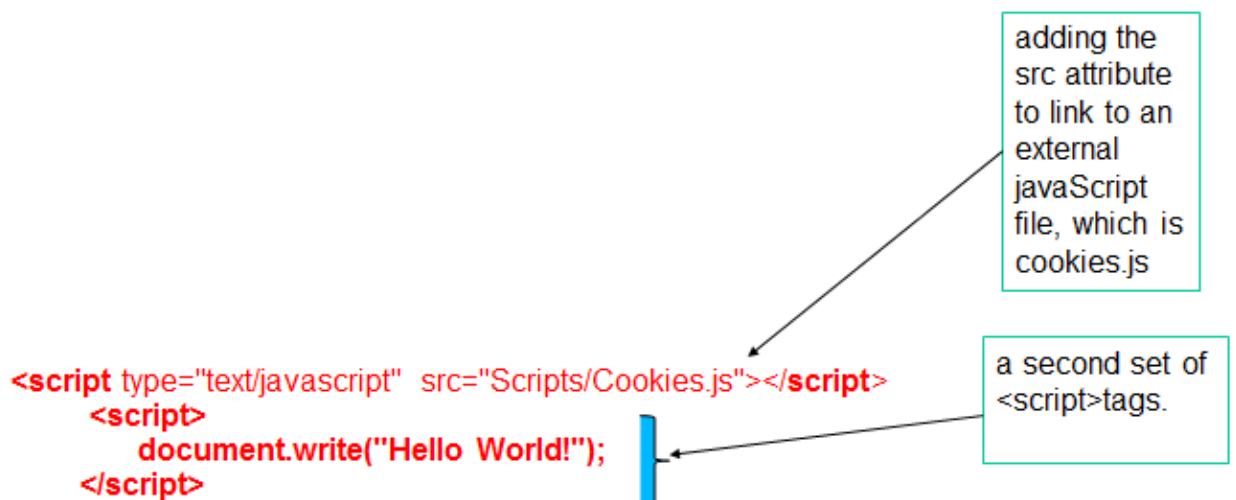 adding the
src attribute
to link to an
external
javaScript
file, which is
cookies.js
<script type="text/javascript" src="Scripts/Cookies.js"></script>
<script>
document.write("Hello World!");
</script>
a second set of
<script>tags.